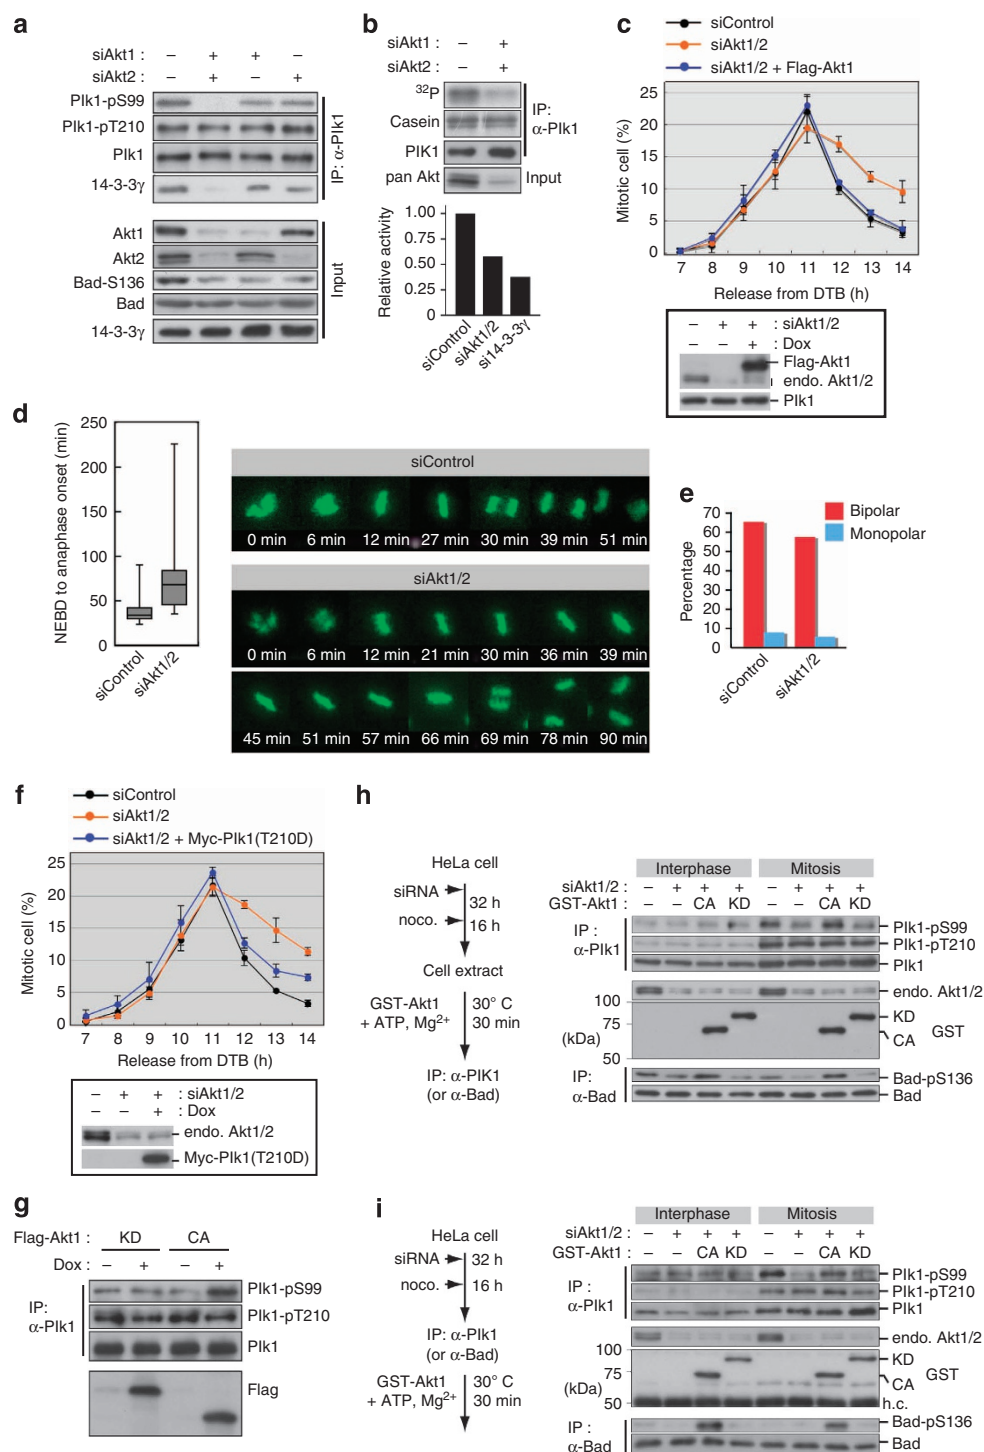 a
siAkt1 : – + + –
siAkt2 : – + – +
Plk1-pS99
Plk1-pT210
Plk1
14-3-3γ
IP: α-Plk1
Akt1
Akt2
Bad-S136
Bad
14-3-3γ
Input
b
siAkt1 : – +
siAkt2 : – +
32P
Casein
PlK1
IP:
α-Plk1
pan Akt
Input
Relative activity
1.00
0.75
0.50
0.25
0
siControl
siAkt1/2
si14-3-3γ
c
siControl
siAkt1/2
siAkt1/2 + Flag-Akt1
Mitotic cell (%)
25
20
15
10
5
0
7 8 9 10 11 12 13 14
Release from DTB (h)
– + + : siAkt1/2
– – + : Dox
Flag-Akt1
endo. Akt1/2
Plk1
d
NEBD to anaphase onset (min)
250
200
150
100
50
0
siControl
siAkt1/2
siControl
0 min 6 min 12 min 27 min 30 min 39 min 51 min
siAkt1/2
0 min 6 min 12 min 21 min 30 min 36 min 39 min
45 min 51 min 57 min 66 min 69 min 78 min 90 min
e
Percentage
70
60
50
40
30
20
10
0
Bipolar
Monopolar
siControl
siAkt1/2
f
siControl
siAkt1/2
siAkt1/2 + Myc-Plk1(T210D)
Mitotic cell (%)
25
20
15
10
5
0
7 8 9 10 11 12 13 14
Release from DTB (h)
– + + : siAkt1/2
– – + : Dox
endo. Akt1/2
Myc-Plk1(T210D)
g
Flag-Akt1: KD CA
Dox : – + – +
IP:
α-Plk1
Plk1-pS99
Plk1-pT210
Plk1
Flag
h
HeLa cell
siRNA
32 h
noco.
16 h
Cell extract
GST-Akt1
+ ATP, Mg2+
30° C
30 min
IP: α-PlK1
(or α-Bad)
Interphase Mitosis
siAkt1/2 : – + + + – + + +
GST-Akt1: – – CA KD – – CA KD
IP :
α-Plk1
Plk1-pS99
Plk1-pT210
Plk1
endo. Akt1/2
100
75
(kDa)
50
KD
CA
GST
IP:
α-Bad
Bad-pS136
Bad
i
HeLa cell
siRNA
32 h
noco.
16 h
IP: α-Plk1
(or α-Bad)
GST-Akt1
+ ATP, Mg2+
30° C
30 min
Interphase Mitosis
siAkt1/2 : – + + + – + + +
GST-Akt1 : – – CA KD – – CA KD
IP :
α-Plk1
Plk1-pS99
Plk1-pT210
Plk1
endo. Akt1/2
100
75
(kDa)
50
KD
CA
GST
h.c.
IP :
α-Bad
Bad-pS136
Bad